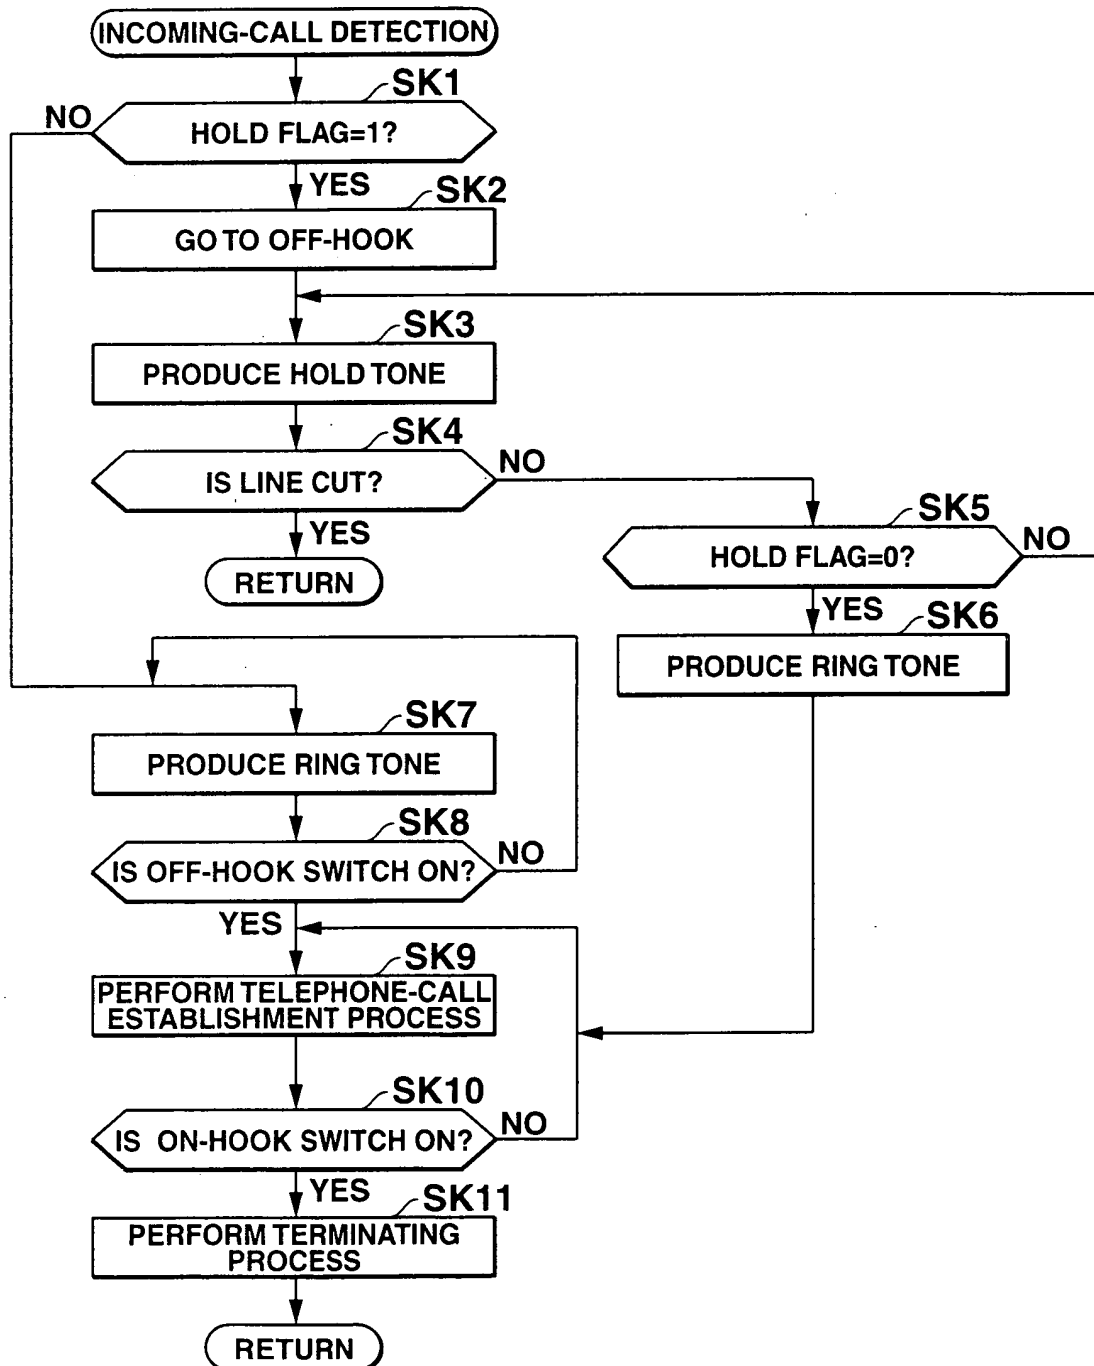 INCOMING-CALL DETECTION
SK1
NO
HOLD FLAG=1?
YES
SK2
GO TO OFF-HOOK
SK3
PRODUCE HOLD TONE
SK4
NO
IS LINE CUT?
YES
RETURN
SK5
NO
HOLD FLAG=0?
YES
SK6
PRODUCE RING TONE
SK7
PRODUCE RING TONE
SK8
NO
IS OFF-HOOK SWITCH ON?
YES
SK9
PERFORM TELEPHONE-CALL
ESTABLISHMENT PROCESS
SK10
NO
IS ON-HOOK SWITCH ON?
YES
SK11
PERFORM TERMINATING
PROCESS
RETURN